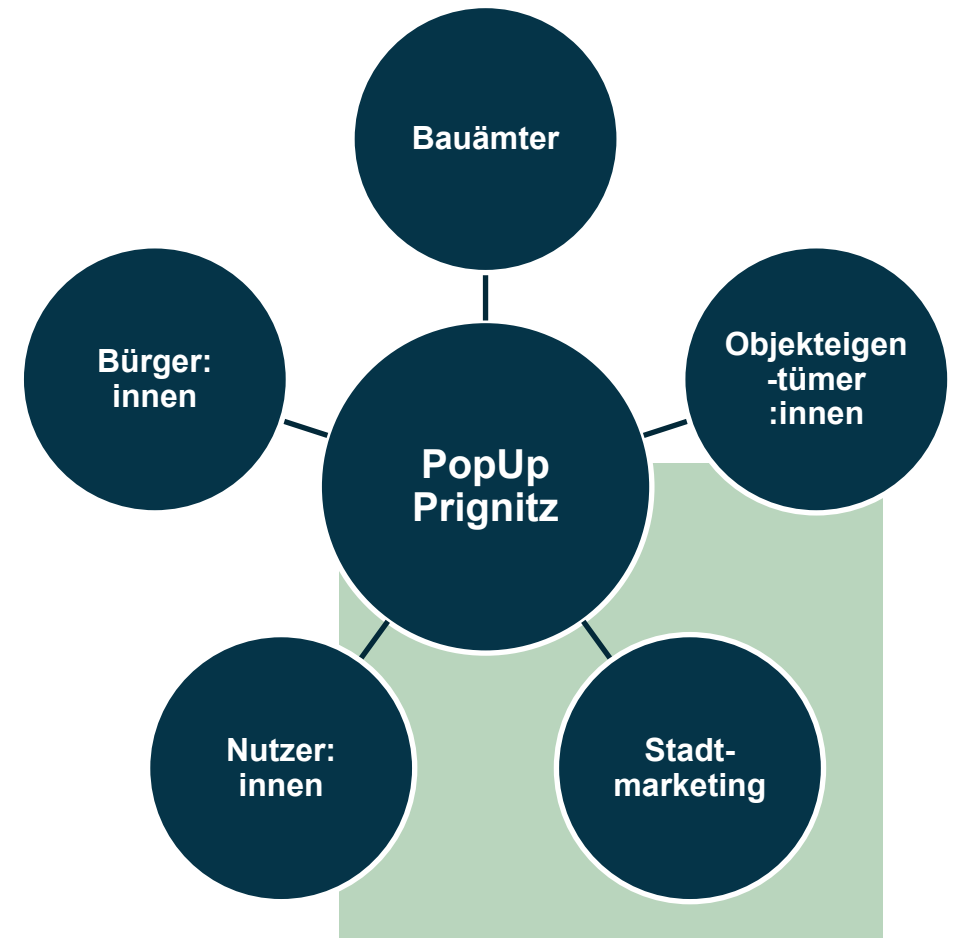 Bauämter
Bürger:
innen
Objekteigen
-tümer
:innen
PopUp
Prignitz
Nutzer:
innen
Stadt-
marketing